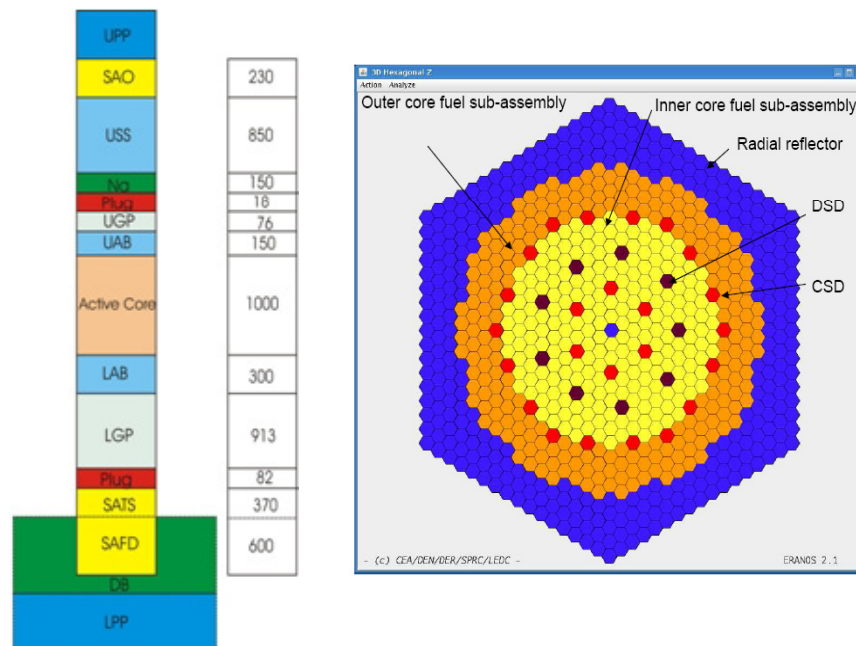 UPP
SAO 230
USS 850
Na 150
Plug 18
UGP 76
UAB 150
Active Core 1000
LAB 300
LGP 913
Plug 82
SATS 370
SAFD 600
DB
LPP
3D Hexagonal Z
Action Analyze
Outer core fuel sub-assembly
Inner core fuel sub-assembly
Radial reflector
DSD
CSD
- (c) CEA/DEN/DER/SPRC/LEDC -
ERANOS 2.1